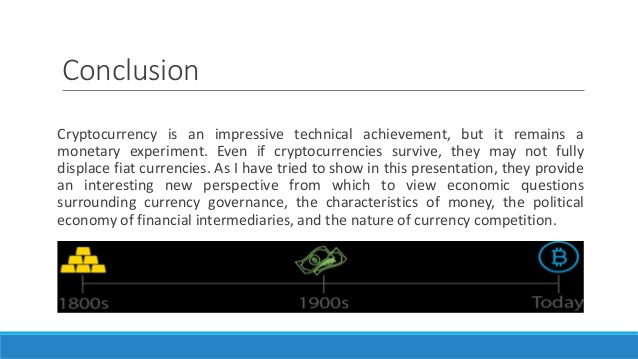 Conclusion
Cryptocurrency is an impressive technical achievement, but it remains a
monetary experiment. Even if cryptocurrencies survive, they may not fully
displace fiat currencies. As I have tried to show in this presentation, they provide
an interesting new perspective from which to view economic questions
surrounding currency governance, the characteristics of money, the political
economy of financial intermediaries, and the nature of currency competition.
1800s 1900s Today